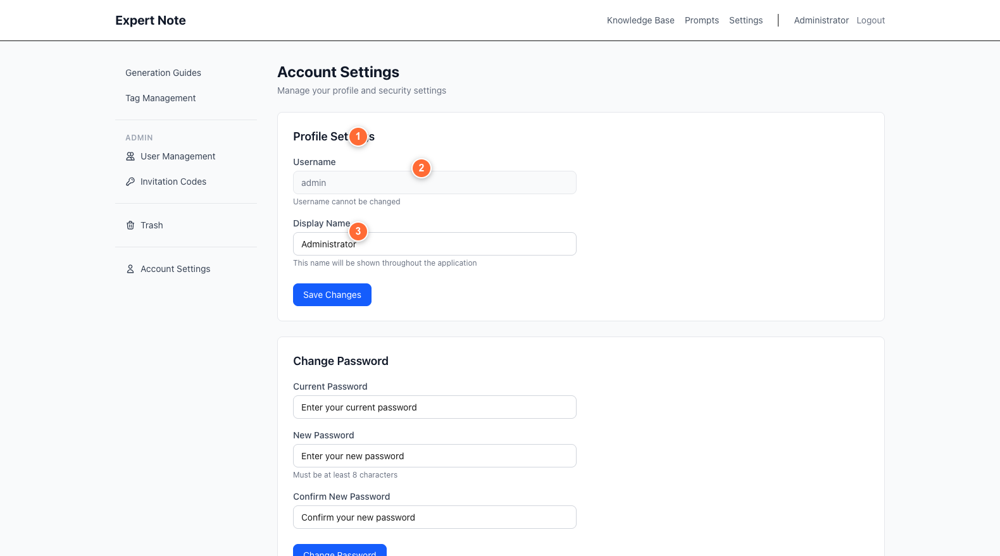 Expert Note
Knowledge Base Prompts Settings Administrator Logout
Generation Guides
Tag Management
ADMIN
User Management
Invitation Codes
Trash
Account Settings
Account Settings
Manage your profile and security settings
Profile Settings
1
Username
2
admin
Username cannot be changed
Display Name
3
Administrator
This name will be shown throughout the application
Save Changes
Change Password
Current Password
Enter your current password
New Password
Enter your new password
Must be at least 8 characters
Confirm New Password
Confirm your new password
Change Password